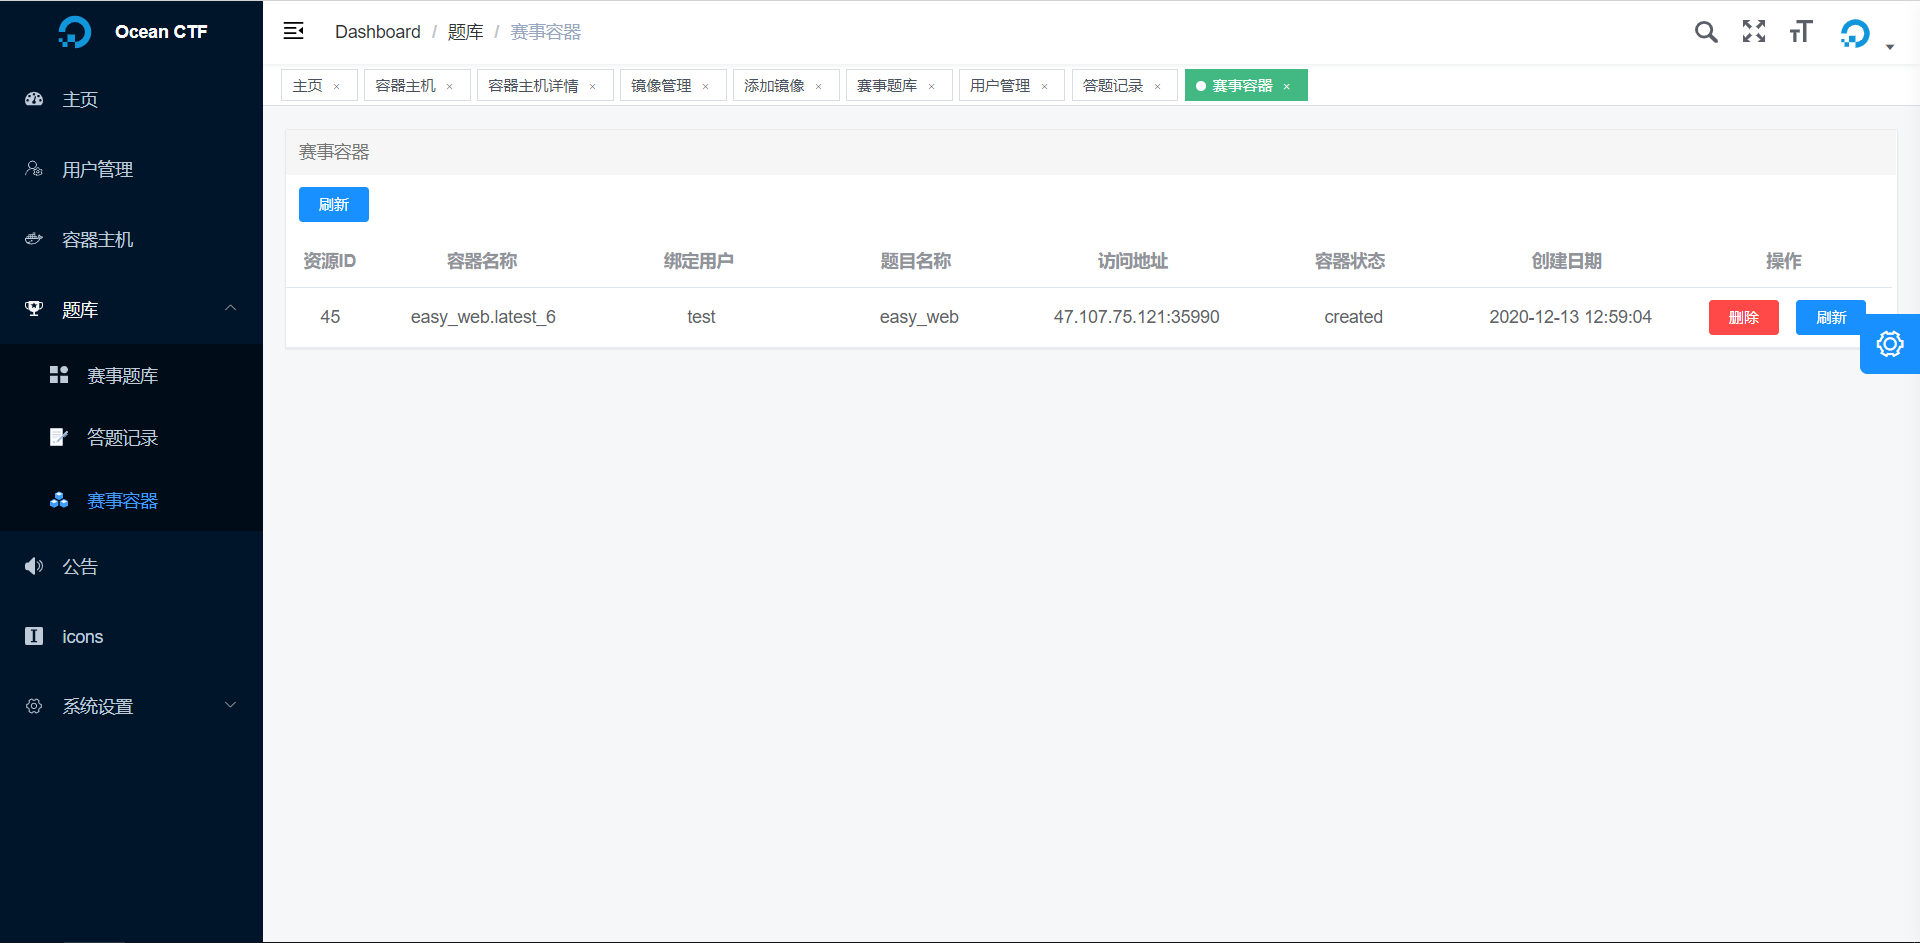 Ocean CTF
主页
用户管理
容器主机
题库
赛事题库
答题记录
赛事容器
公告
icons
系统设置
Dashboard / 题库 / 赛事容器
主页 × 容器主机 × 容器主机详情 × 镜像管理 × 添加镜像 × 赛事题库 × 用户管理 × 答题记录 × 赛事容器 ×
赛事容器
刷新
资源ID 容器名称 绑定用户 题目名称 访问地址 容器状态 创建日期 操作
45 easy_web.latest_6 test easy_web 47.107.75.121:35990 created 2020-12-13 12:59:04 删除 刷新